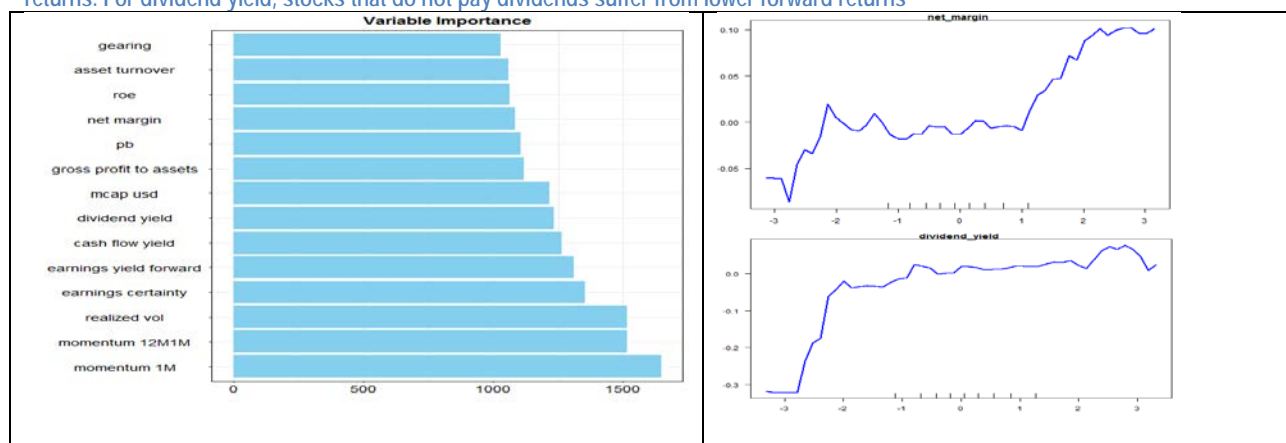 returns. For dividend yield, stocks that do not pay dividends suffer from lower forward returns
Variable Importance
gearing
asset turnover
roe
net margin
pb
gross profit to assets
mcap usd
dividend yield
cash flow yield
earnings yield forward
earnings certainty
realized vol
momentum 12M1M
momentum 1M
0 500 1000 1500
net_margin
0.10
0.05
0.00
-0.05
-3 -2 -1 0 1 2 3
dividend_yield
0.0
-0.1
-0.2
-0.3
-3 -2 -1 0 1 2 3